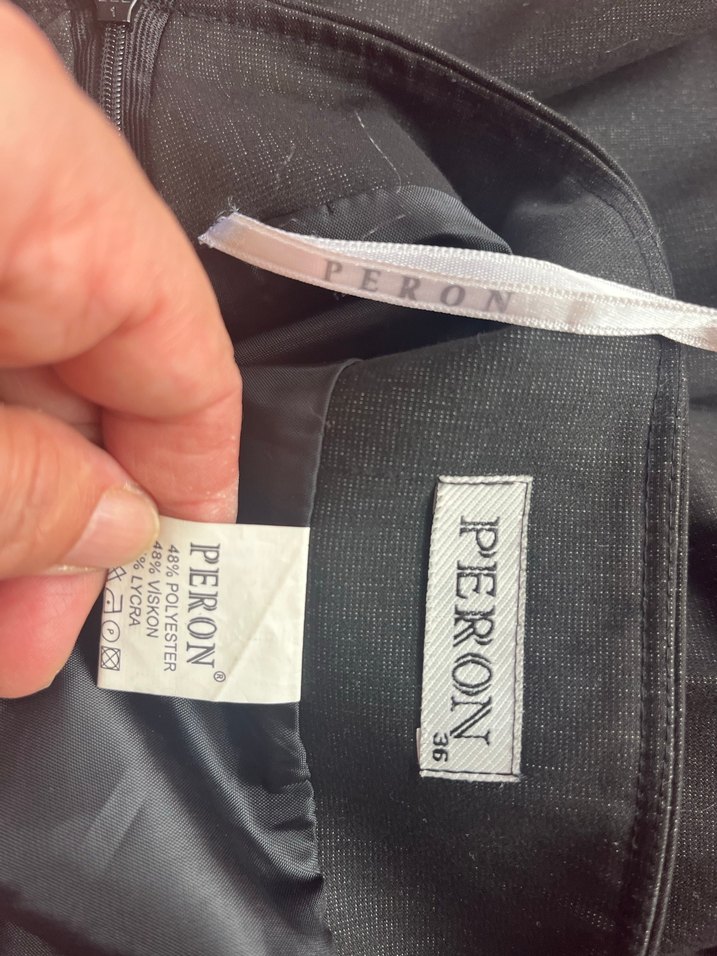 PERON
PERON
36
PERON®
48% POLYESTER
48% VISKON
% LYCRA